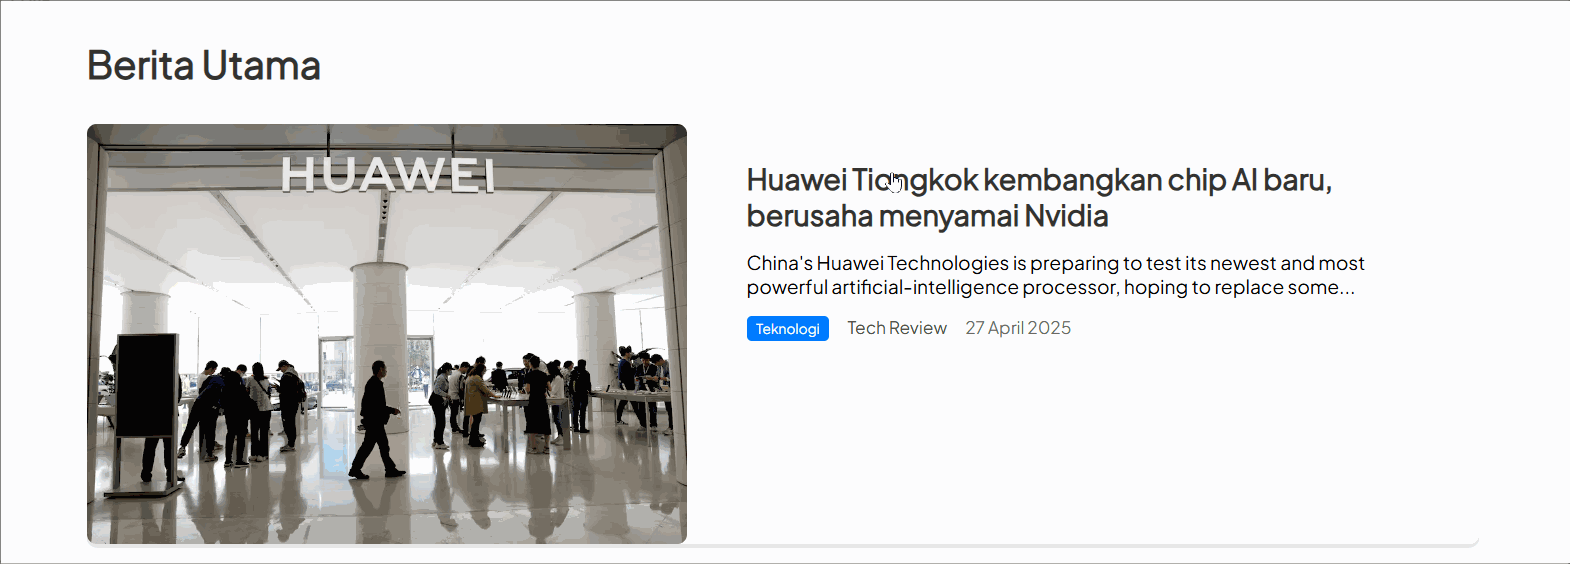 Berita Utama
HUAWEI
Huawei Tiongkok kembangkan chip AI baru,
berusaha menyamai Nvidia
China's Huawei Technologies is preparing to test its newest and most
powerful artificial-intelligence processor, hoping to replace some...
Teknologi Tech Review 27 April 2025